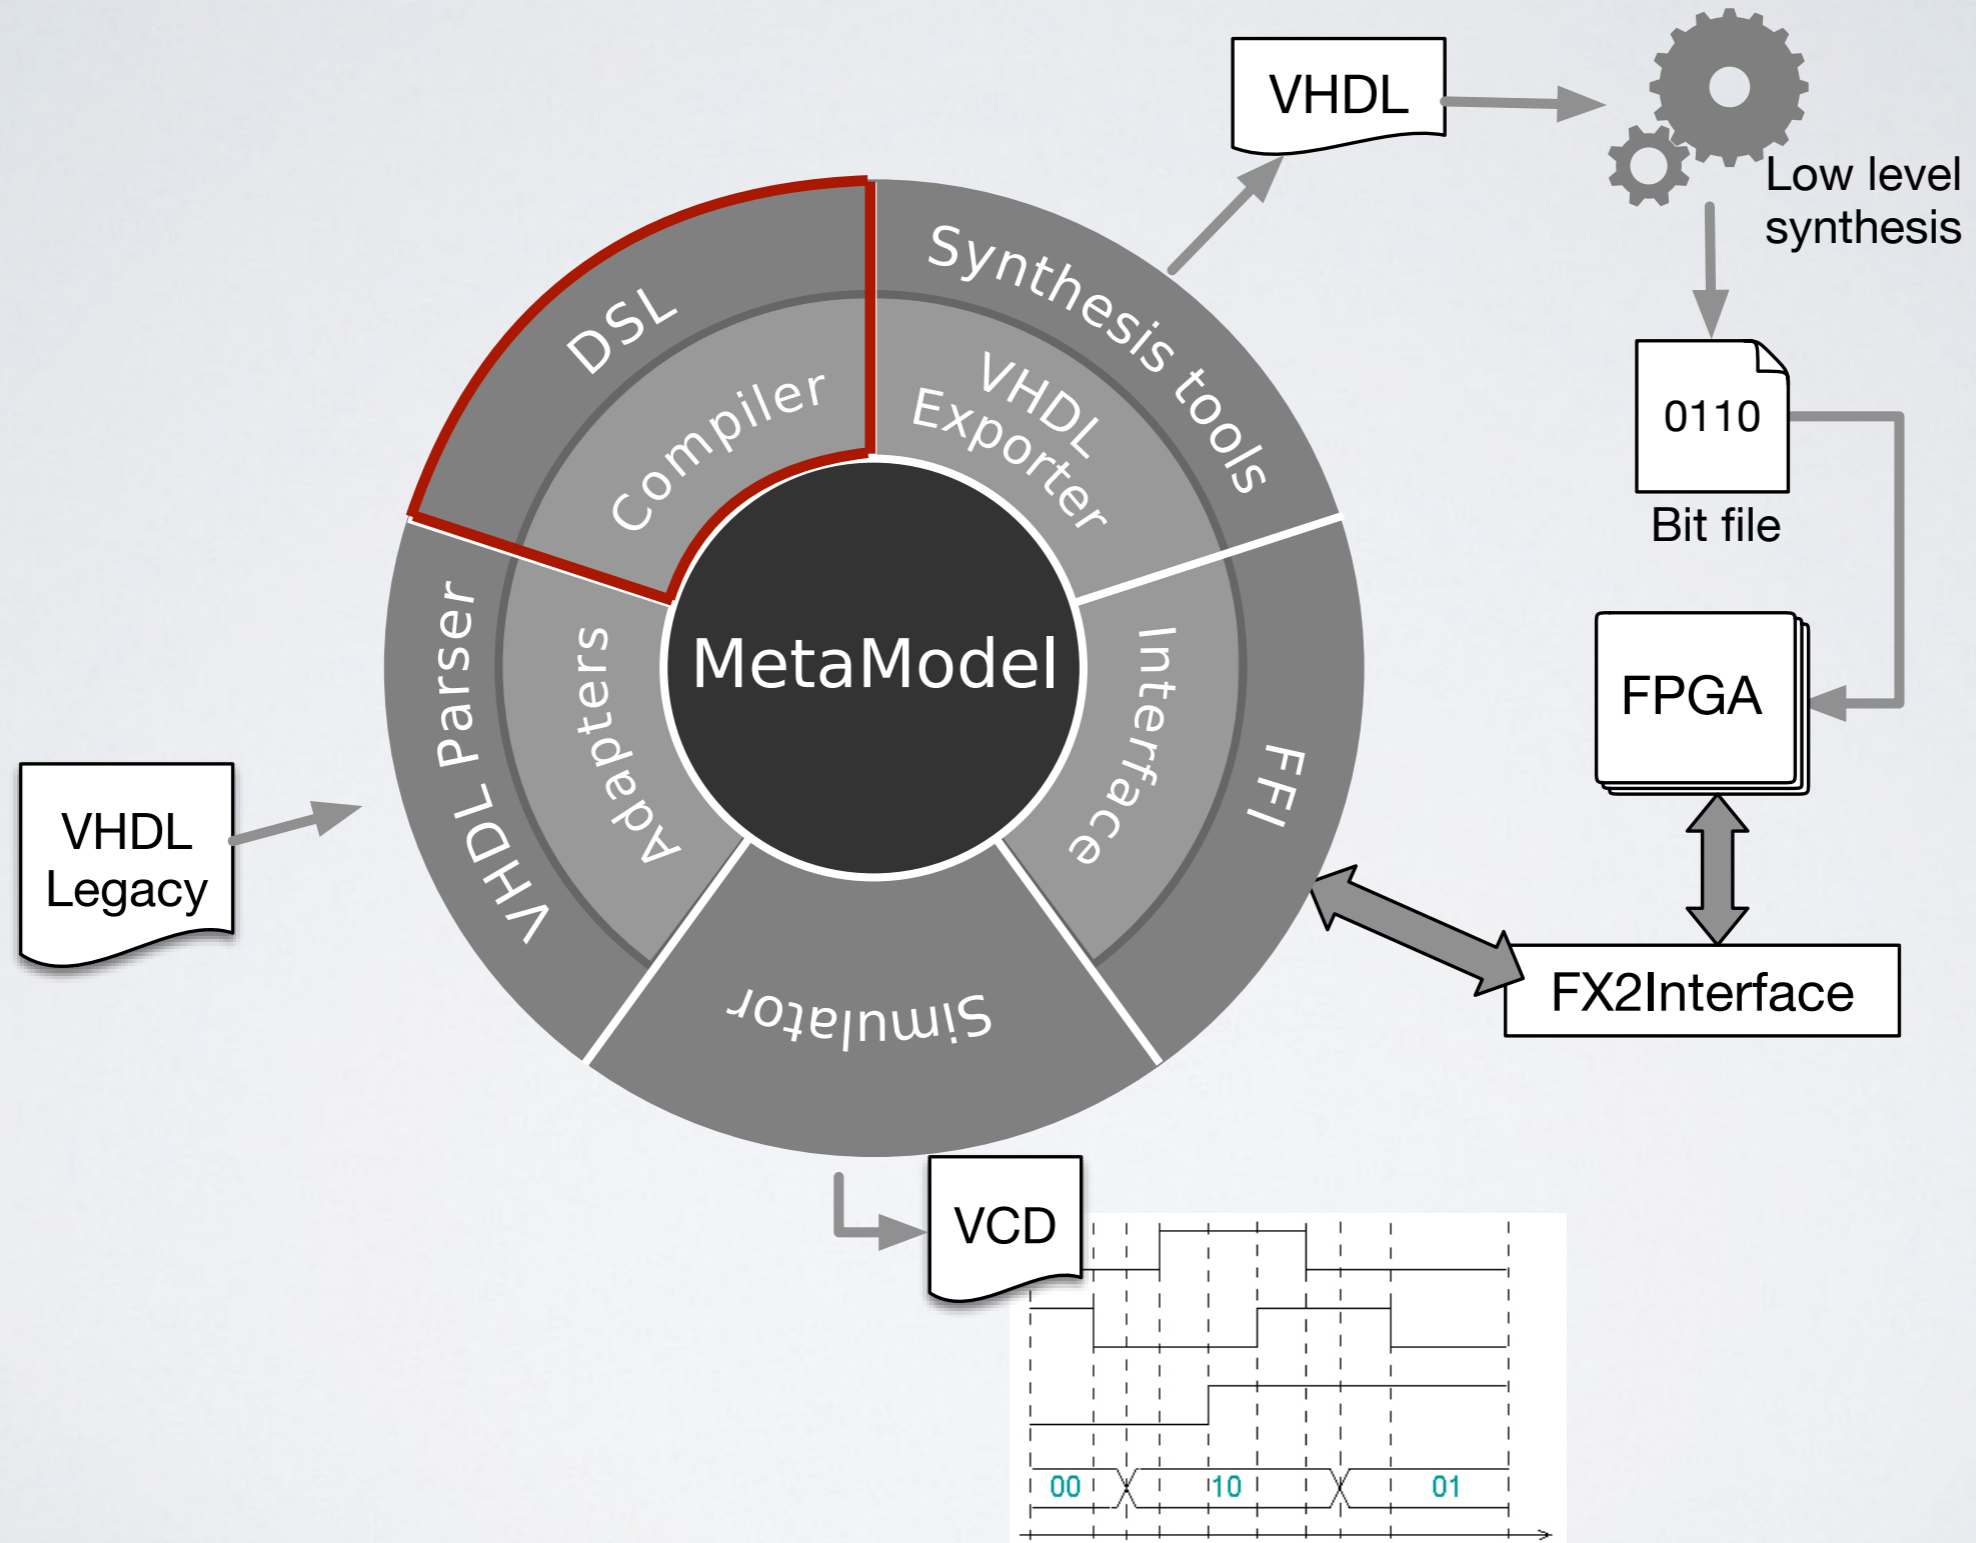 VHDL
Low level
synthesis
DSL
Compiler
Synthesis tools
VHDL
Exporter
0110
Bit file
MetaModel
VHDL Parser
Adapters
Interface
FFI
FPGA
VHDL
Legacy
FX2Interface
Simulator
VCD
00
10
01